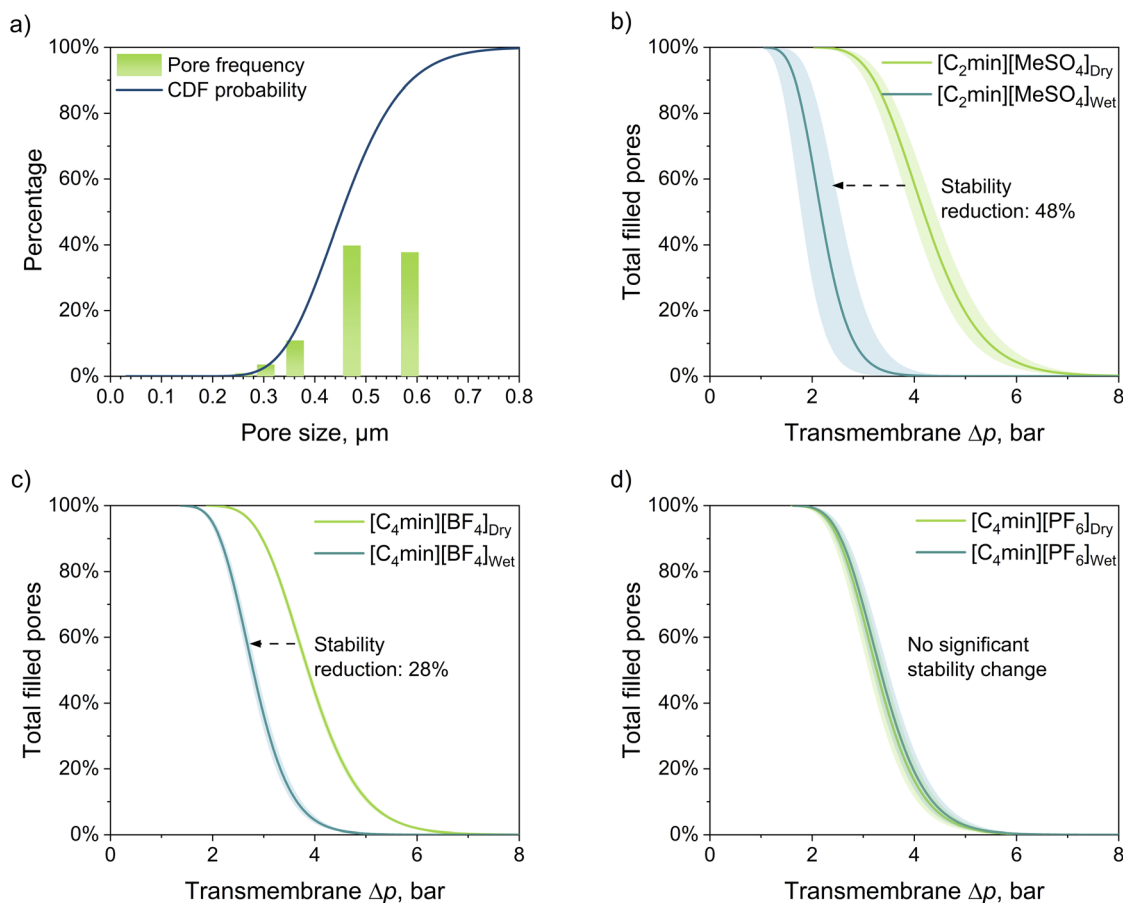 a)
100%
80%
60%
40%
20%
0%
Percentage
Pore frequency
CDF probability
0.0 0.1 0.2 0.3 0.4 0.5 0.6 0.7 0.8
Pore size, µm
b)
100%
80%
60%
40%
20%
0%
Total filled pores
[C₂min][MeSO₄]Dry
[C₂min][MeSO₄]Wet
Stability
reduction: 48%
0 2 4 6 8
Transmembrane Δp, bar
c)
100%
80%
60%
40%
20%
0%
Total filled pores
[C₄min][BF₄]Dry
[C₄min][BF₄]Wet
Stability
reduction: 28%
0 2 4 6 8
Transmembrane Δp, bar
d)
100%
80%
60%
40%
20%
0%
Total filled pores
[C₄min][PF₆]Dry
[C₄min][PF₆]Wet
No significant
stability change
0 2 4 6 8
Transmembrane Δp, bar